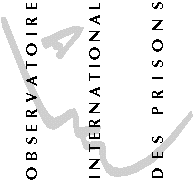 OBSERVATOIRE
INTERNATIONAL
DES PRISONS